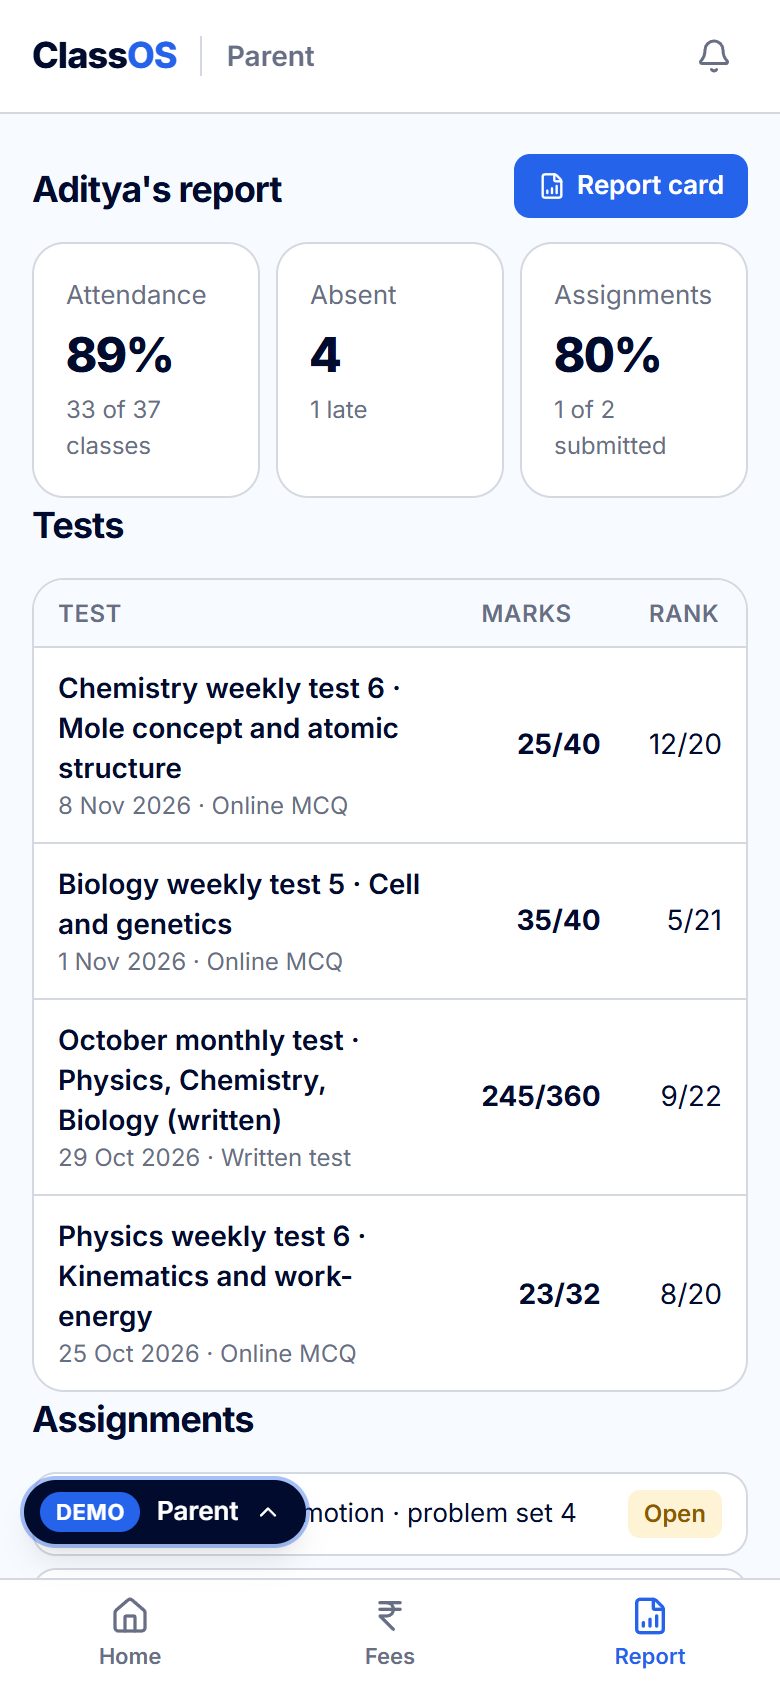 ClassOS Parent
Aditya's report
Report card
Attendance
89%
33 of 37
classes
Absent
4
1 late
Assignments
80%
1 of 2
submitted
Tests
TEST MARKS RANK
Chemistry weekly test 6 ·
Mole concept and atomic
structure
8 Nov 2026 · Online MCQ
25/40 12/20
Biology weekly test 5 · Cell
and genetics
1 Nov 2026 · Online MCQ
35/40 5/21
October monthly test ·
Physics, Chemistry,
Biology (written)
29 Oct 2026 · Written test
245/360 9/22
Physics weekly test 6 ·
Kinematics and work-
energy
25 Oct 2026 · Online MCQ
23/32 8/20
Assignments
DEMO Parent
motion · problem set 4
Open
Home
₹
Fees
Report